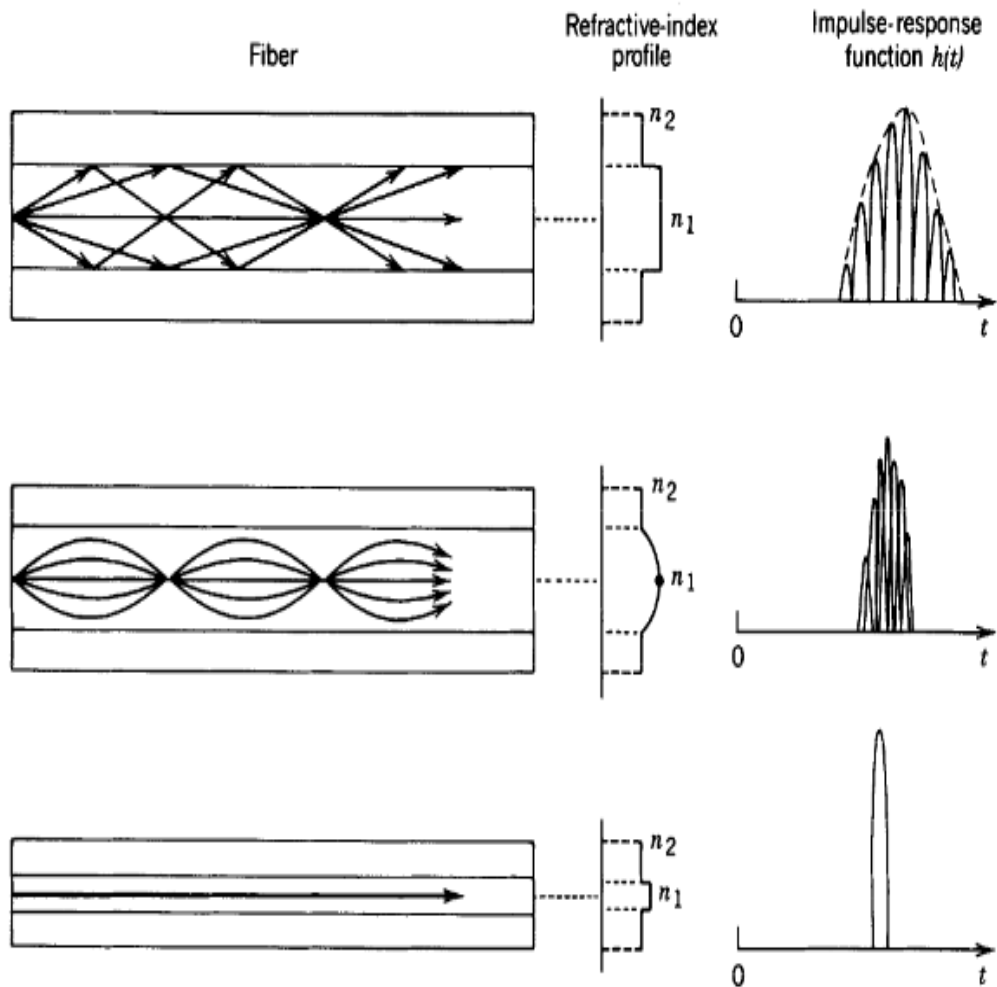 Fiber
Refractive-index
profile
Impulse-response
function h(t)
n2
n1
0
t
n2
n1
0
t
n2
n1
0
t